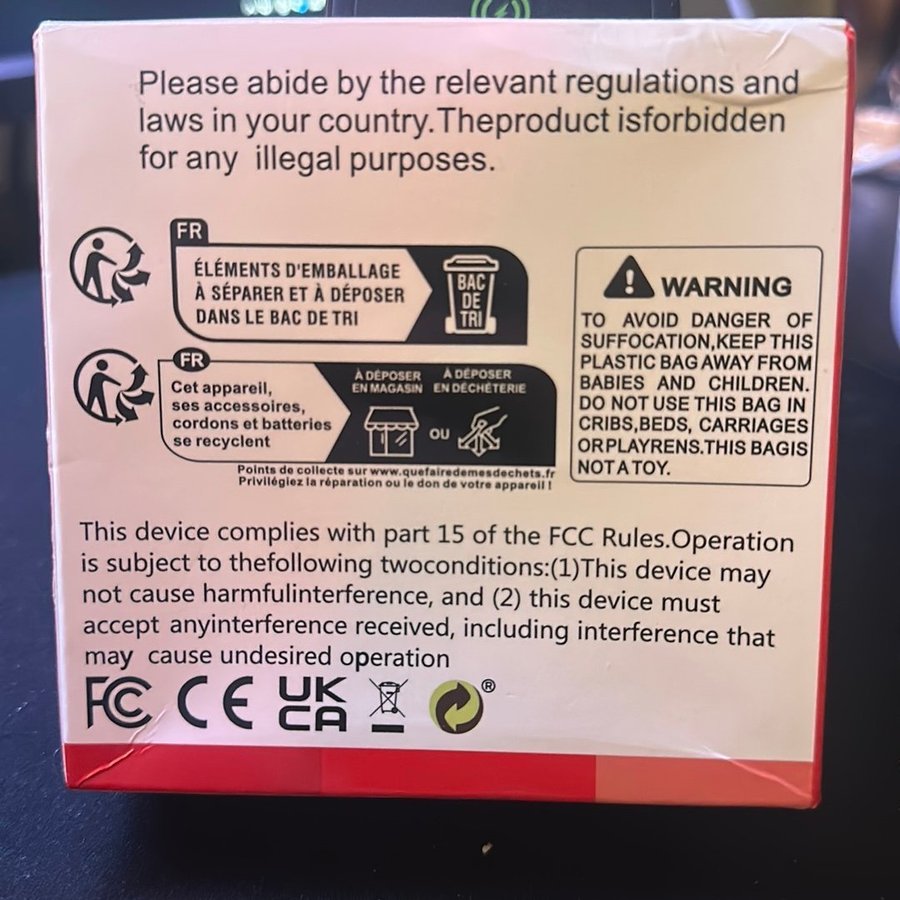 Please abide by the relevant regulations and
laws in your country.Theproduct isforbidden
for any illegal purposes.
FR
ÉLÉMENTS D'EMBALLAGE
À SÉPARER ET À DÉPOSER
DANS LE BAC DE TRI
BAC
DE
TRI
FR
Cet appareil,
ses accessoires,
cordons et batteries
se recyclent
À DÉPOSER
EN MAGASIN
OU
À DÉPOSER
EN DÉCHÈTERIE
Points de collecte sur www.quefairedemesdechets.fr
Privilégiez la réparation ou le don de votre appareil !
WARNING
TO AVOID DANGER OF
SUFFOCATION,KEEP THIS
PLASTIC BAG AWAY FROM
BABIES AND CHILDREN.
DO NOT USE THIS BAG IN
CRIBS,BEDS, CARRIAGES
ORPLAYRENS.THIS BAGIS
NOT A TOY.
This device complies with part 15 of the FCC Rules.Operation
is subject to thefollowing twoconditions:(1)This device may
not cause harmfulinterference, and (2) this device must
accept anyinterference received, including interference that
may cause undesired operation
FC CE UK
CA ®